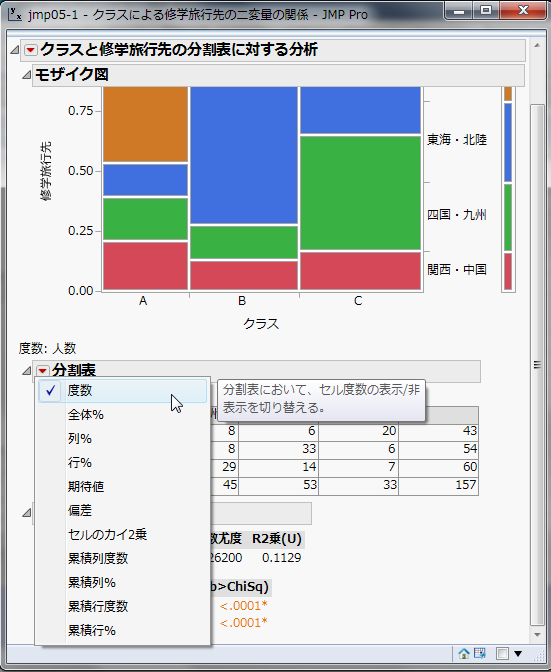 jmp05-1 - クラスによる修学旅行先の二変量の関係 - JMP Pro
クラスと修学旅行先の分割表に対する分析
モザイク図
修学旅行先
0.75
0.50
0.25
0.00
東海・北陸
四国・九州
関西・中国
A B C
クラス
度数: 人数
分割表
度数
全体%
列%
行%
期待値
偏差
セルのカイ2乗
累積列度数
累積列%
累積行度数
累積行%
分割表において、セル度数の表示/非
表示を切り替える。
8 6 20 43
8 33 6 54
29 14 7 60
45 53 33 157
数尤度 R2乗(U)
26200 0.1129
b>ChiSq)
<.0001*
<.0001*